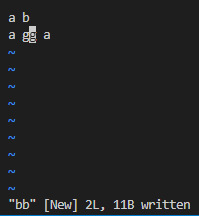 a b
a gg a
~
~
~
~
~
~
~
~
"bb" [New] 2L, 11B written